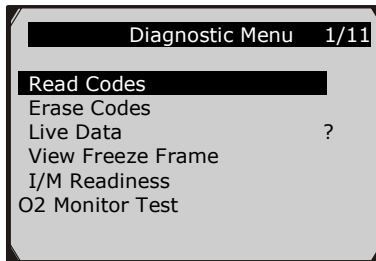 Diagnostic Menu 1/11
Read Codes
Erase Codes
Live Data ?
View Freeze Frame
I/M Readiness
O2 Monitor Test